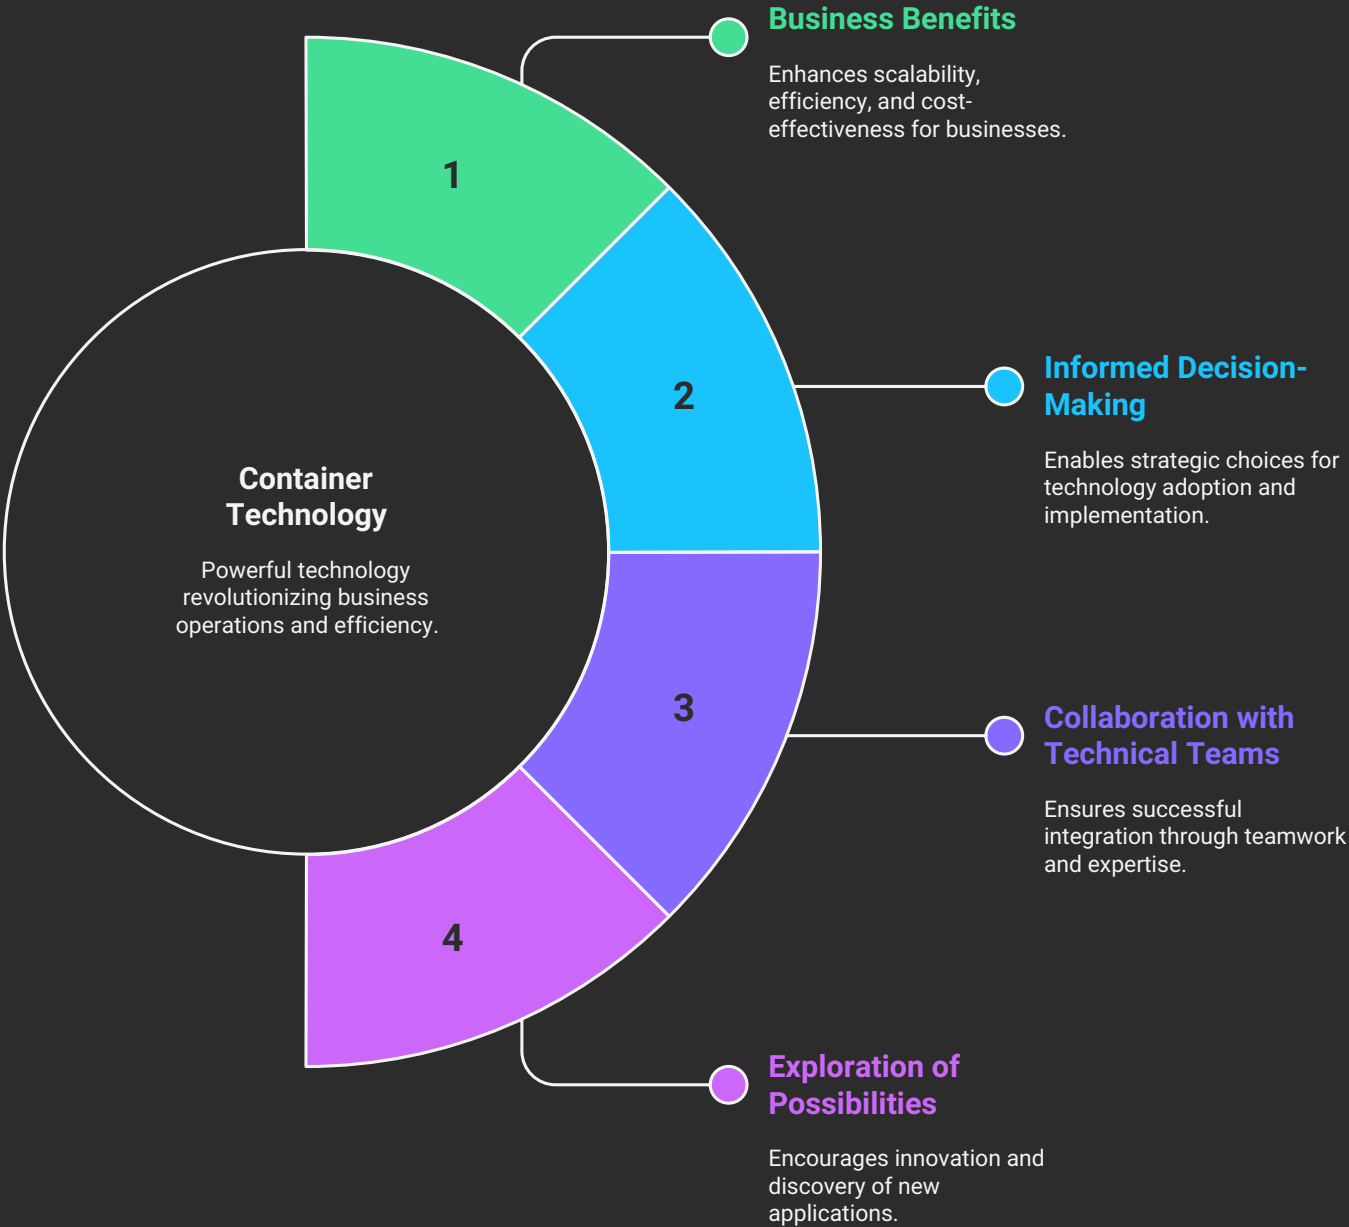 Business Benefits
Enhances scalability,
efficiency, and cost-
effectiveness for businesses.
1
2
Informed Decision-
Making
Enables strategic choices for
technology adoption and
implementation.
Container
Technology
Powerful technology
revolutionizing business
operations and efficiency.
3
Collaboration with
Technical Teams
Ensures successful
integration through teamwork
and expertise.
4
Exploration of
Possibilities
Encourages innovation and
discovery of new
applications.